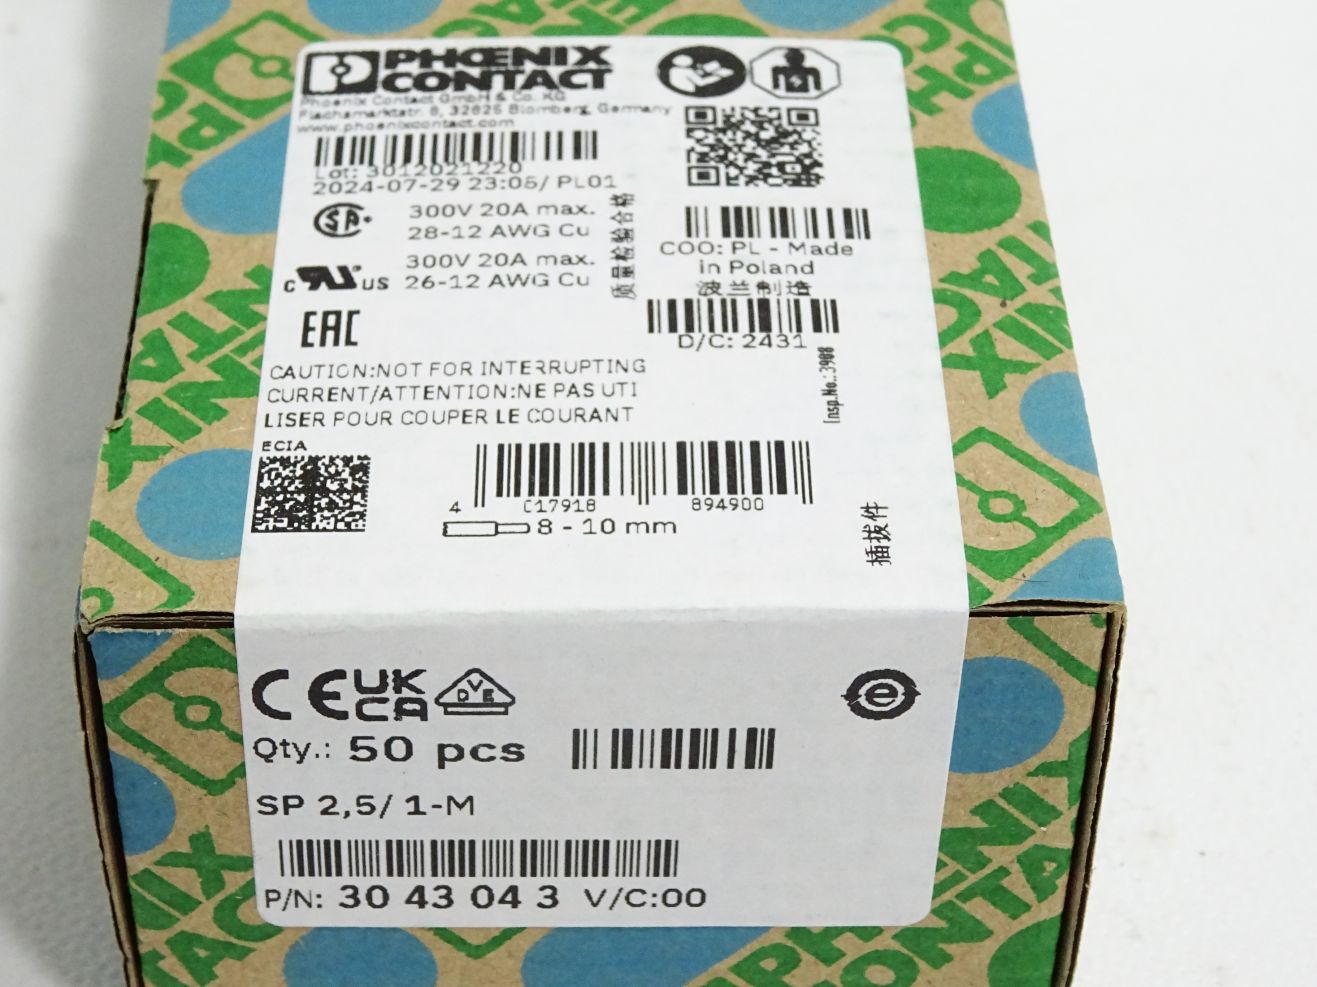 PHŒNIX
CONTACT
Phoenix Contact GmbH & Co. KG
Flachsmarktstr. 8, 32825 Blomberg, Germany
www.phoenixcontact.com
Lot: 3012021220
2024-07-29 23:05/ PL01
300V 20A max.
28-12 AWG Cu
300V 20A max.
26-12 AWG Cu
质量检验合格
COO: PL - Made
in Poland
波兰制造
D/C: 2431
Insp.No.:3908
EAC
CAUTION:NOT FOR INTERRUPTING
CURRENT/ATTENTION:NE PAS UTI
LISER POUR COUPER LE COURANT
ECIA
4 017918 894900
8 - 10 mm
插拔件
CE UK
CA
DVE
Qty.: 50 pcs
SP 2,5/ 1-M
P/N: 30 43 04 3 V/C:00